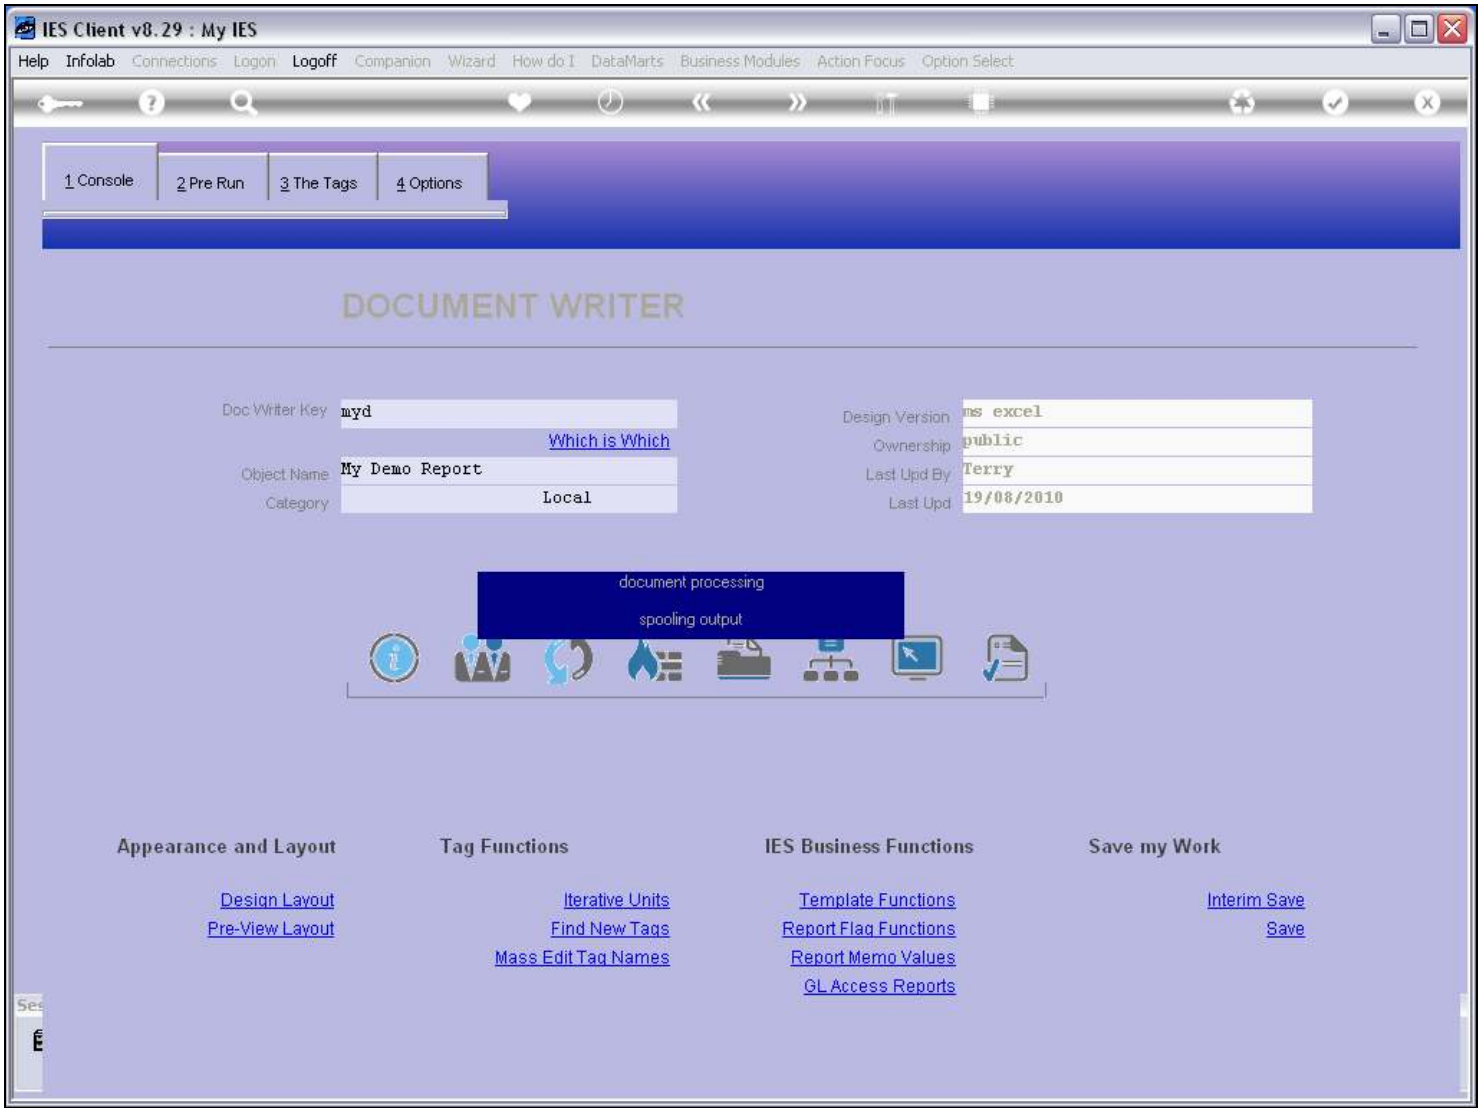 IES Client v8.29 : My IES
Help Infolab Connections Logon Logoff Companion Wizard How do I DataMarts Business Modules Action Focus Option Select
1 Console 2 Pre Run 3 The Tags 4 Options
DOCUMENT WRITER
Doc Writer Key myd
Design Version ms excel
Which is Which
Ownership public
Object Name My Demo Report
Last Upd By Terry
Category Local
Last Upd 19/08/2010
document processing
spooling output
Appearance and Layout Tag Functions IES Business Functions Save my Work
Design Layout Iterative Units Template Functions Interim Save
Pre-View Layout Find New Tags Report Flag Functions Save
Mass Edit Tag Names Report Memo Values
GL Access Reports